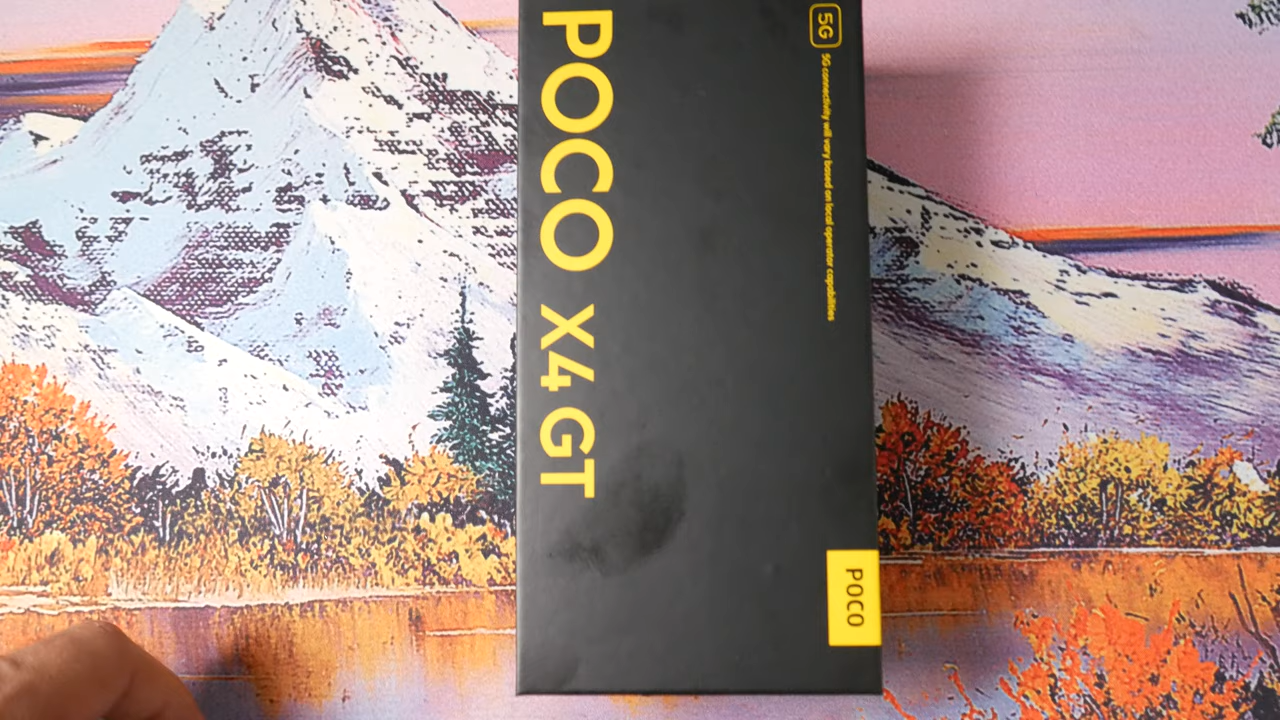 5G
5G connectivity will vary based on local operator capabilities
POCO X4 GT
POCO